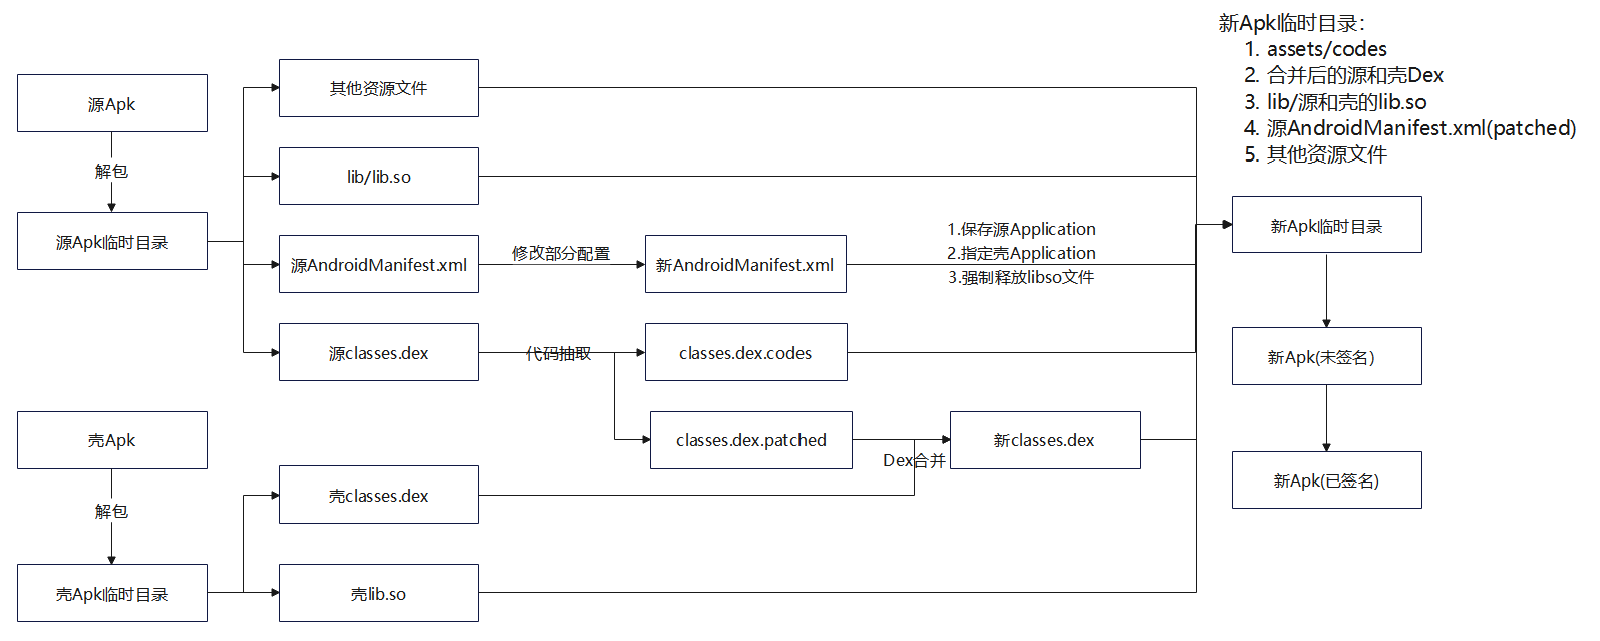 新Apk临时目录：
1. assets/codes
2. 合并后的源和壳Dex
3. lib/源和壳的lib.so
4. 源AndroidManifest.xml(patched)
5. 其他资源文件
源Apk
解包
源Apk临时目录
其他资源文件
lib/lib.so
源AndroidManifest.xml
修改部分配置
新AndroidManifest.xml
1.保存源Application
2.指定壳Application
3.强制释放libso文件
源classes.dex
代码抽取
classes.dex.codes
classes.dex.patched
Dex合并
新classes.dex
壳Apk
解包
壳Apk临时目录
壳classes.dex
壳lib.so
新Apk临时目录
新Apk(未签名)
新Apk(已签名)